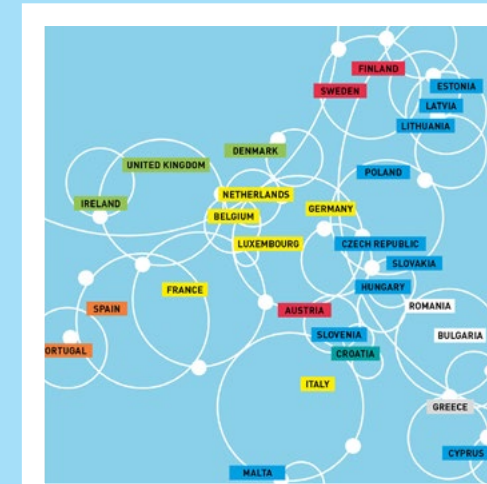 FINLAND
SWEDEN
ESTONIA
LATVIA
LITHUANIA
DENMARK
UNITED KINGDOM
POLAND
NETHERLANDS
IRELAND
GERMANY
BELGIUM
LUXEMBOURG
CZECH REPUBLIC
SLOVAKIA
FRANCE
HUNGARY
SPAIN
AUSTRIA
ROMANIA
SLOVENIA
BULGARIA
ORTUGAL
CROATIA
ITALY
GREECE
CYPRUS
MALTA